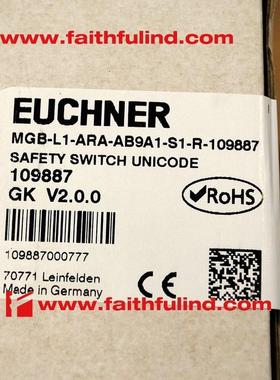 www.faithfulind.com
EUCHNER
MGB-L1-ARA-AB9A1-S1-R-109887
SAFETY SWITCH UNICODE
109887
GK V2.0.0
RoHS
109887000777
70771 Leinfelden
Made in Germany
CE
www.faithfulind.com